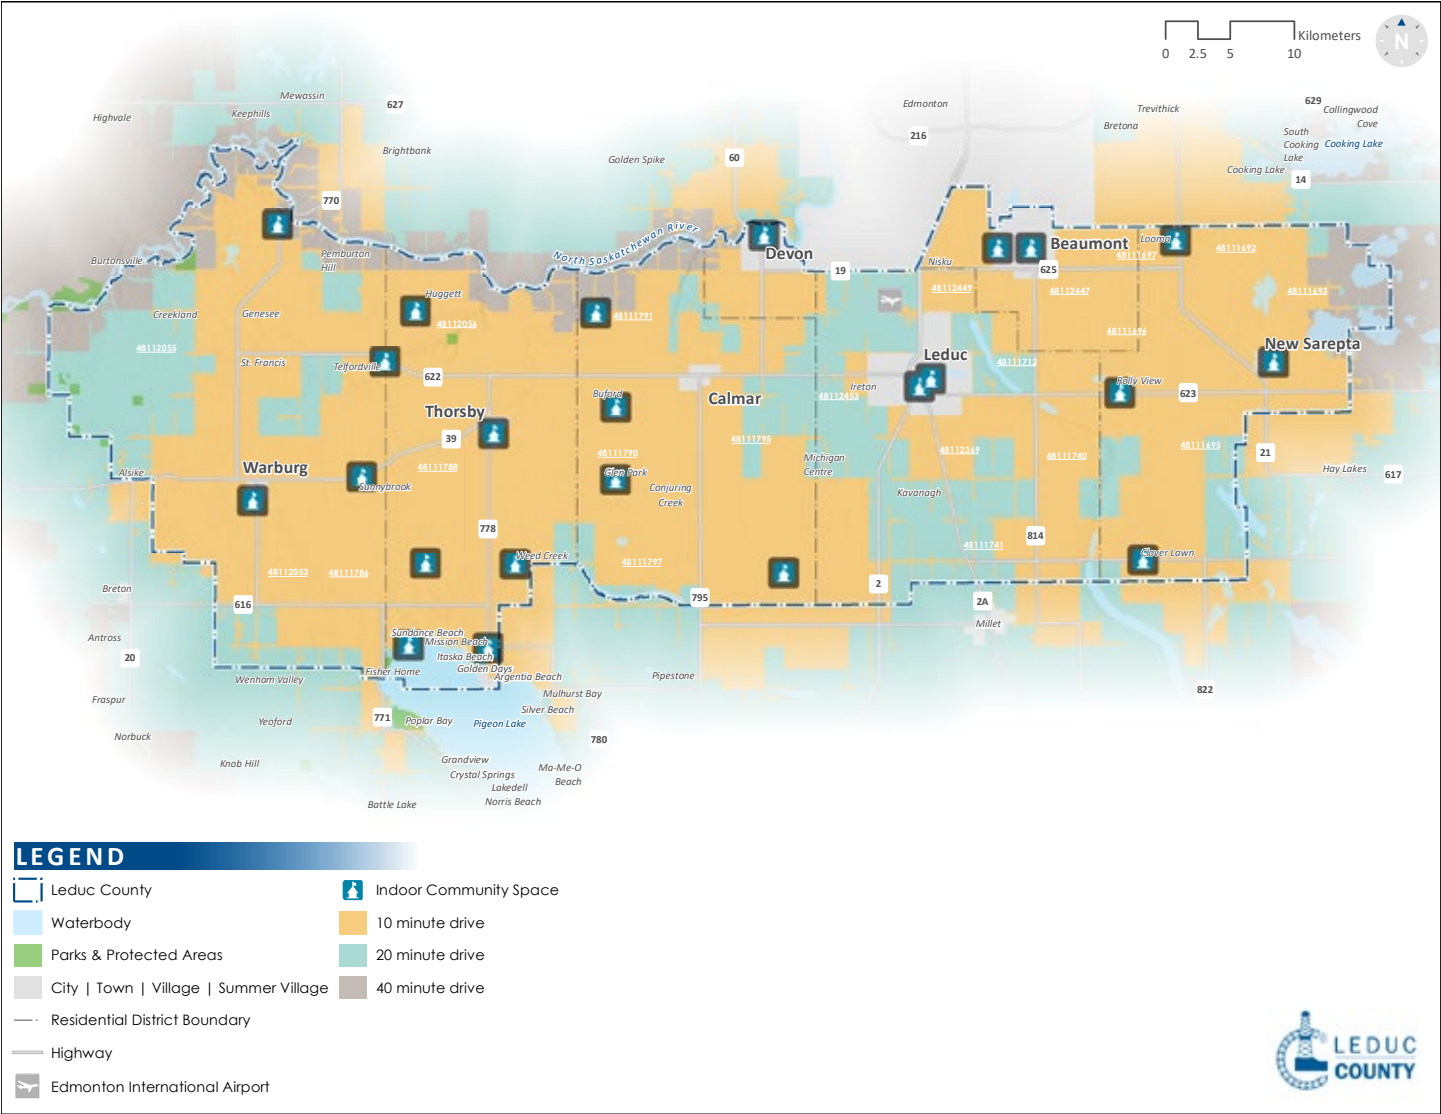 Kilometers
0 2.5 5 10
N
Mewassin
Highvale
Keephills
627
Brightbank
Golden Spike
60
Edmonton
216
Trevithick
Bretona
629
Collingwood
Cove
South
Cooking
Lake
Cooking Lake
Cooking Lake
14
770
North Saskatchewan River
Burtonsville
Pemburton
Hill
Devon
19
Nisku
Beaumont
625
Looma
48111697
48111692
48112449
48112447
48111693
Creekland
Genesee
Huggett
48112056
48111791
48111696
48112055
St. Francis
Telfordville
622
Leduc
48111712
New Sarepta
Ireton
48112453
Rolly View
623
Buford
Calmar
Thorsby
39
48111795
48111790
48111788
Warburg
Alsike
Sunnybrook
Glen Park
Conjuring
Creek
Michigan
Centre
48112369
48111740
48111695
21
Hay Lakes
617
Kavanagh
778
814
48111741
Weed Creek
Clover Lawn
48112053
48111786
48111797
Breton
616
795
2
2A
Millet
Antross
20
Sundance Beach
Mission Beach
Itaska Beach
Golden Days
Fisher Home
Argentia Beach
Wenham Valley
Pipestone
Mulhurst Bay
822
Fraspur
Silver Beach
771
Poplar Bay
Pigeon Lake
Yeoford
Norbuck
780
Knob Hill
Grandview
Crystal Springs
Ma-Me-O
Beach
Lakedell
Norris Beach
Battle Lake
LEGEND
Leduc County
Waterbody
Parks & Protected Areas
City | Town | Village | Summer Village
Residential District Boundary
Highway
Edmonton International Airport
Indoor Community Space
10 minute drive
20 minute drive
40 minute drive
LEDUC
COUNTY